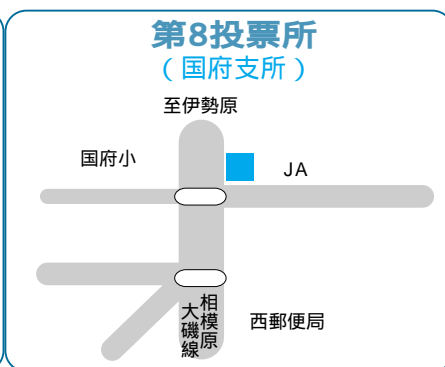 第8投票所
（国府支所）
至伊勢原
国府小
JA
相模原
大磯線
西郵便局